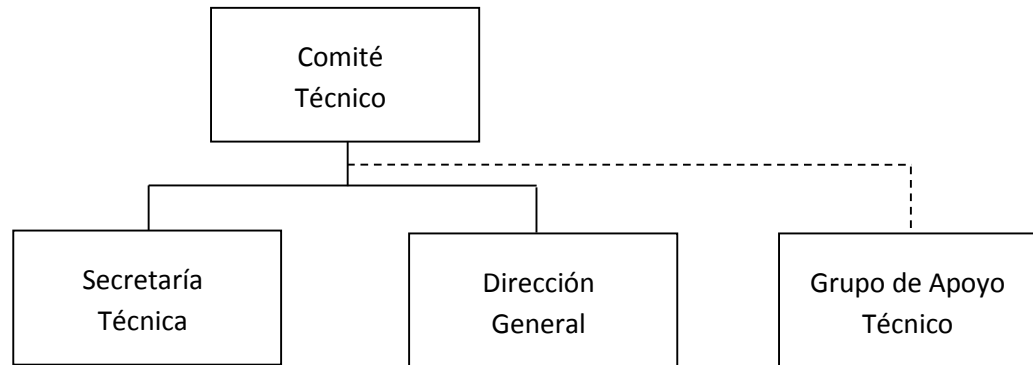 Comité
Técnico
Secretaría
Técnica
Dirección
General
Grupo de Apoyo
Técnico